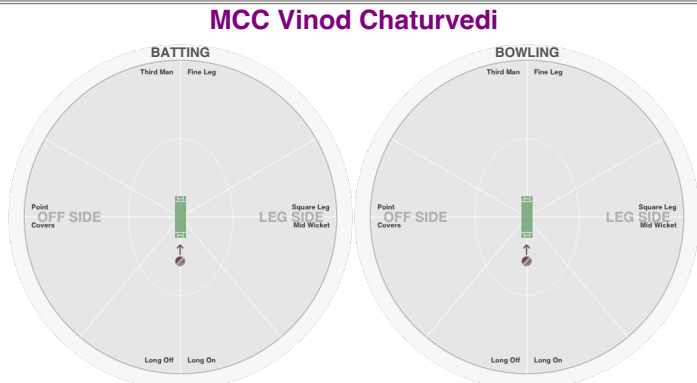 MCC Vinod Chaturvedi
BATTING
Third Man Fine Leg
Point
OFF SIDE
Covers
Square Leg
LEG SIDE
Mid Wicket
Long Off Long On
BOWLING
Third Man Fine Leg
Point
OFF SIDE
Covers
Square Leg
LEG SIDE
Mid Wicket
Long Off Long On